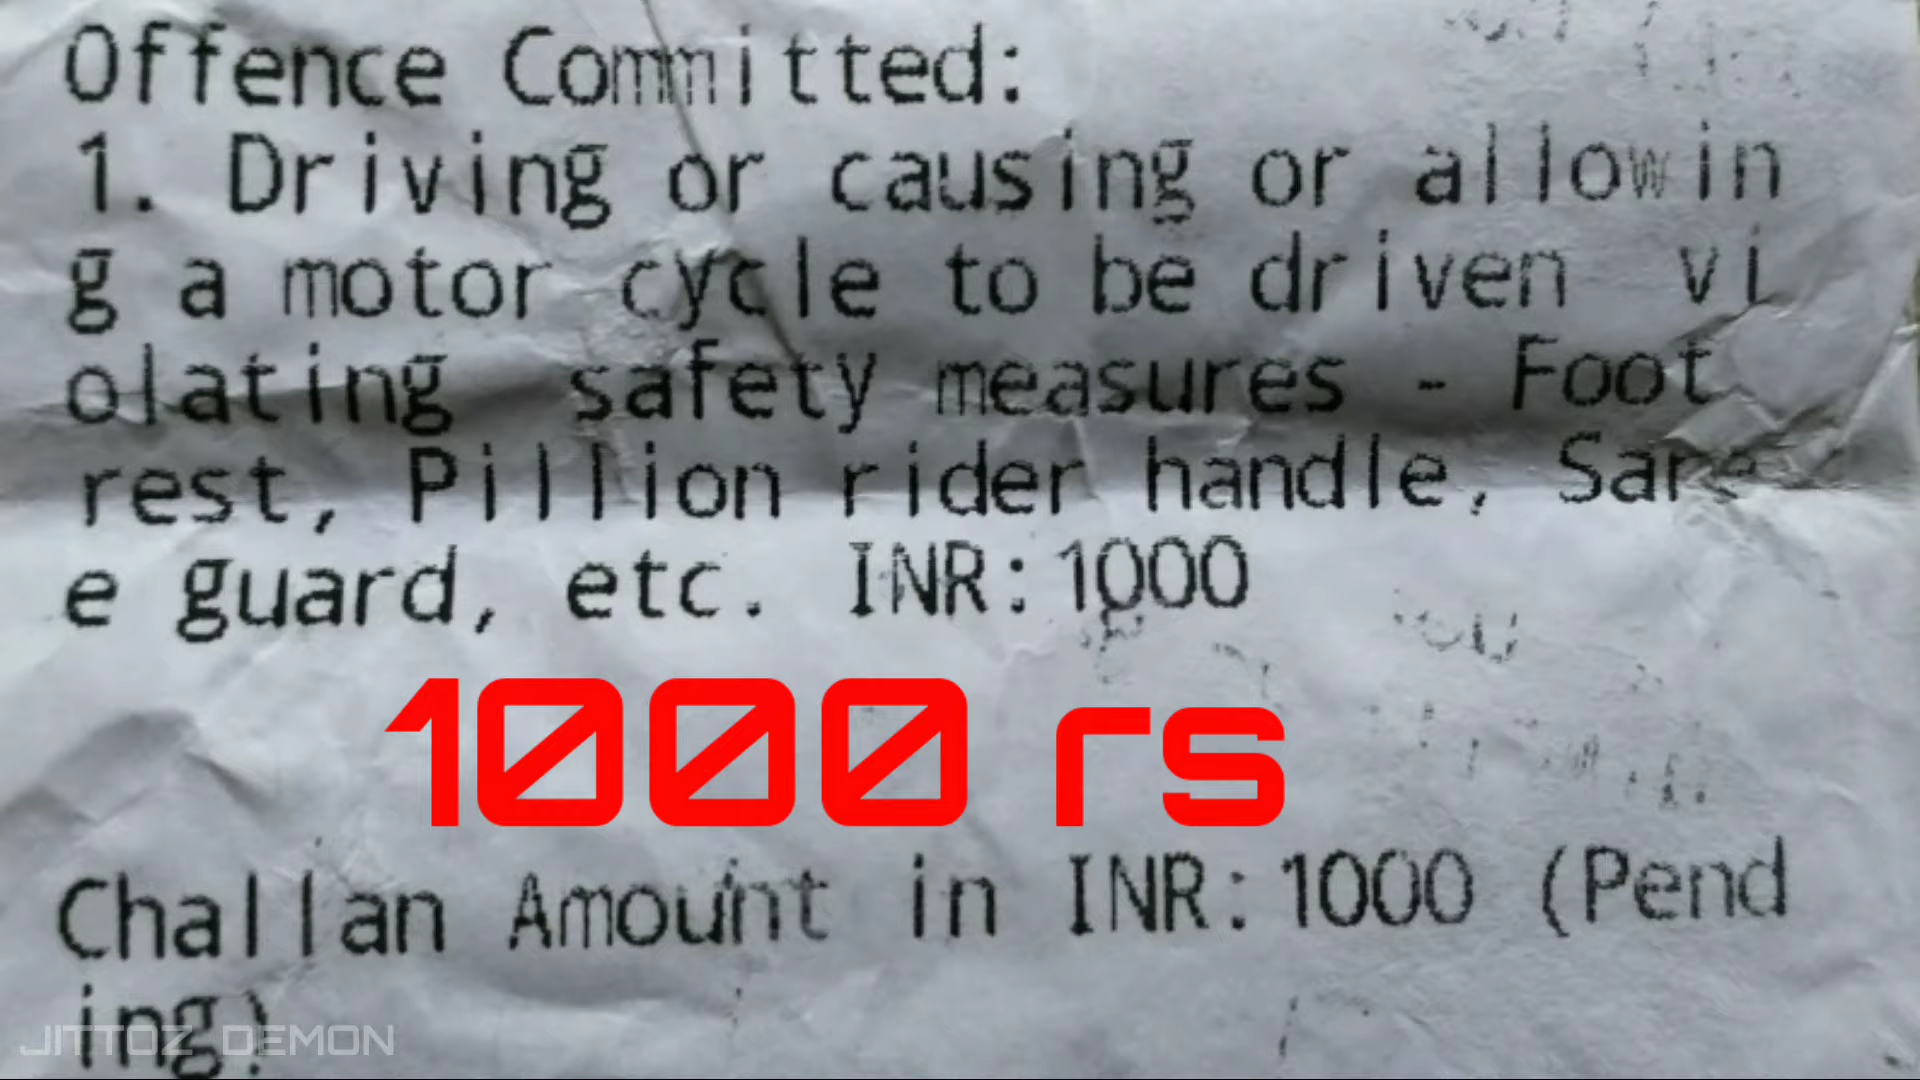 Offence Committed:
1. Driving or causing or allowin
g a motor cycle to be driven vi
olating safety measures - Foot
rest, Pillion rider handle, Sare
e guard, etc. INR:1000
1000 rs
Challan Amount in INR:1000 (Pend
ing)
JITTOZ DEMON